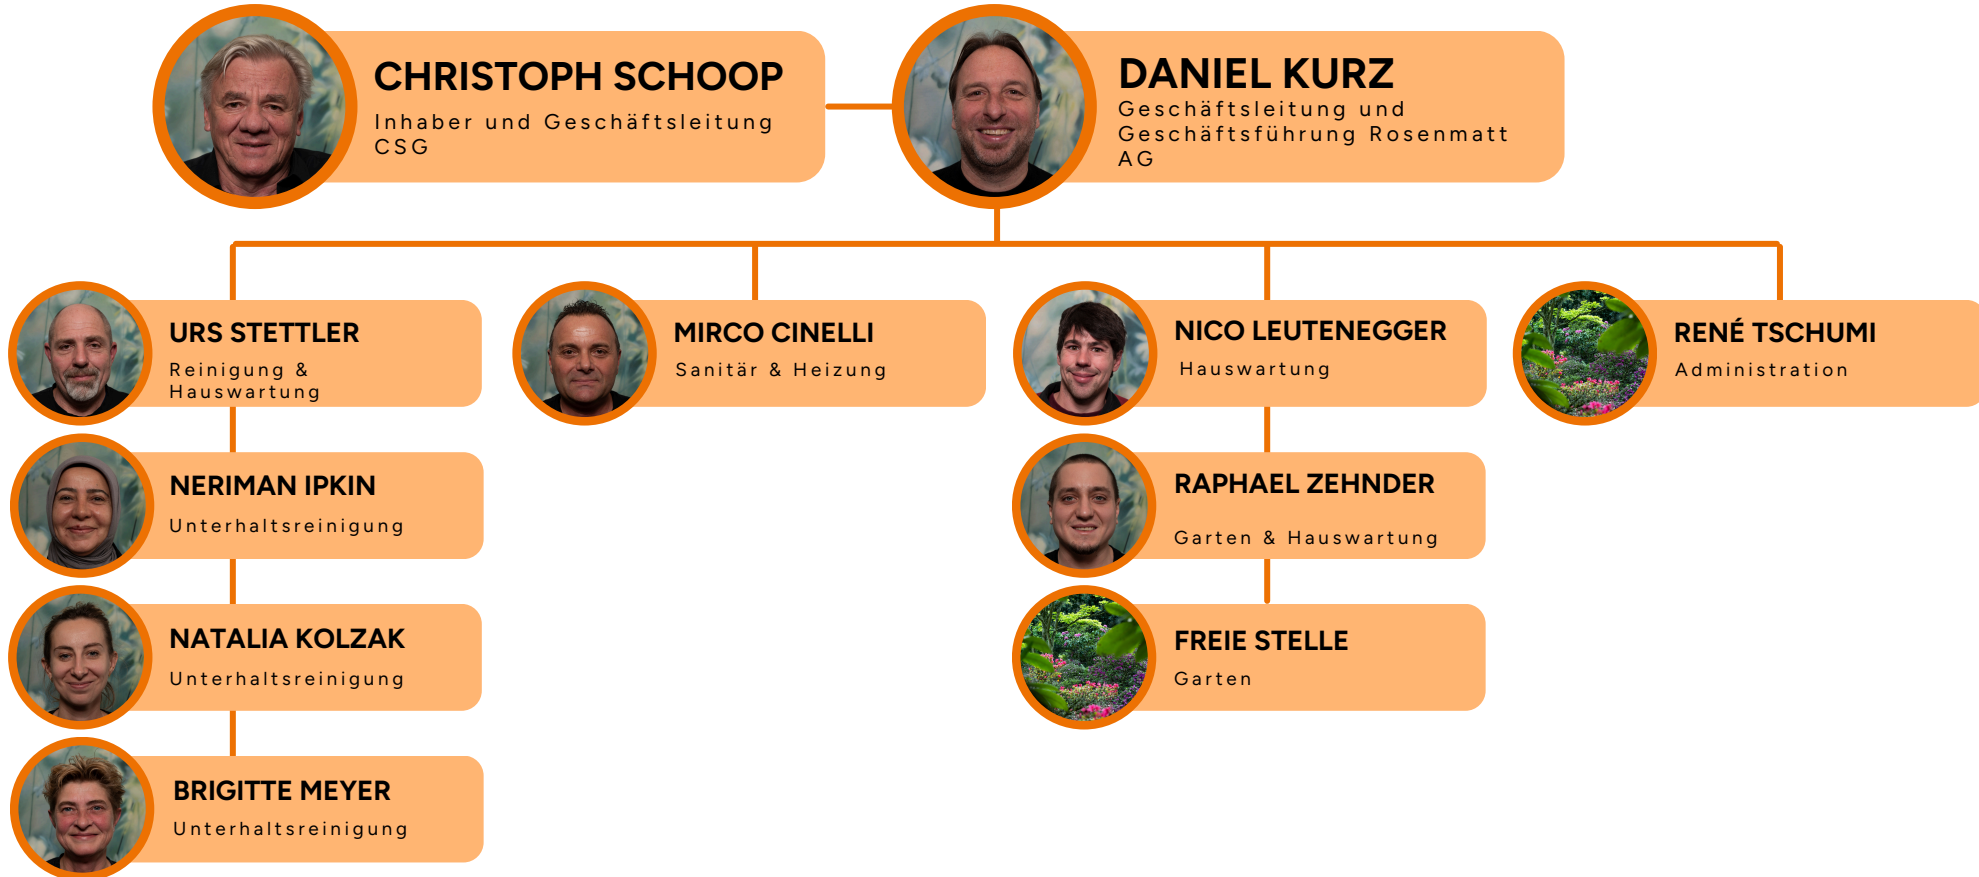 CHRISTOPH SCHOOP
Inhaber und Geschäftsleitung
CSG
DANIEL KURZ
Geschäftsleitung und
Geschäftsführung Rosenmatt
AG
URS STETTLER
Reinigung &
Hauswartung
MIRCO CINELLI
Sanitär & Heizung
NICO LEUTENEGGER
Hauswartung
RENÉ TSCHUMI
Administration
NERIMAN IPKIN
Unterhaltsreinigung
RAPHAEL ZEHNDER
Garten & Hauswartung
NATALIA KOLZAK
Unterhaltsreinigung
FREIE STELLE
Garten
BRIGITTE MEYER
Unterhaltsreinigung